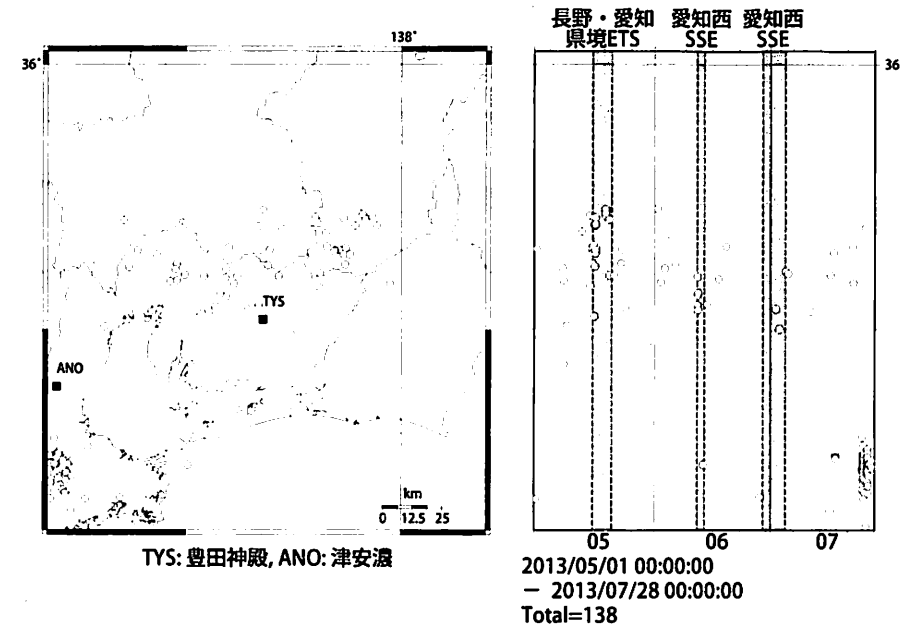 138°
36°
TYS
ANO
km
0 12.5 25
TYS: 豊田神殿, ANO: 津安濃
長野・愛知
県境ETS
愛知西
SSE
愛知西
SSE
36
05 06 07
2013/05/01 00:00:00
− 2013/07/28 00:00:00
Total=138